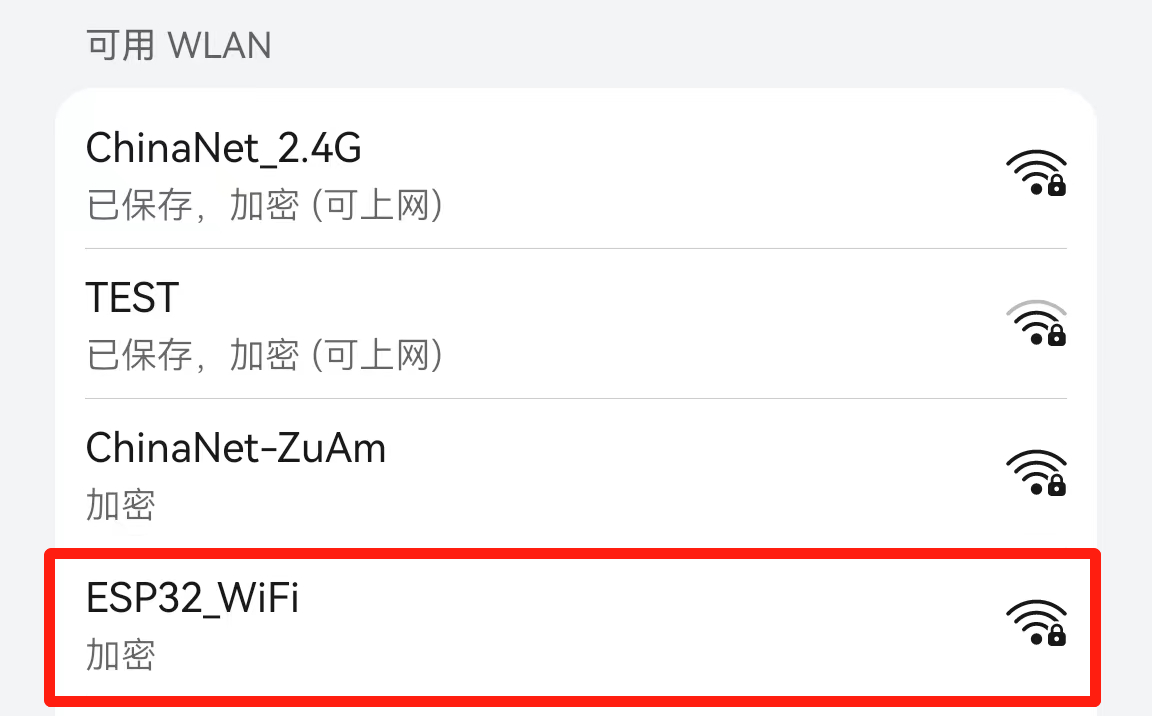 可用 WLAN
ChinaNet_2.4G
已保存，加密 (可上网)
TEST
已保存，加密 (可上网)
ChinaNet-ZuAm
加密
ESP32_WiFi
加密